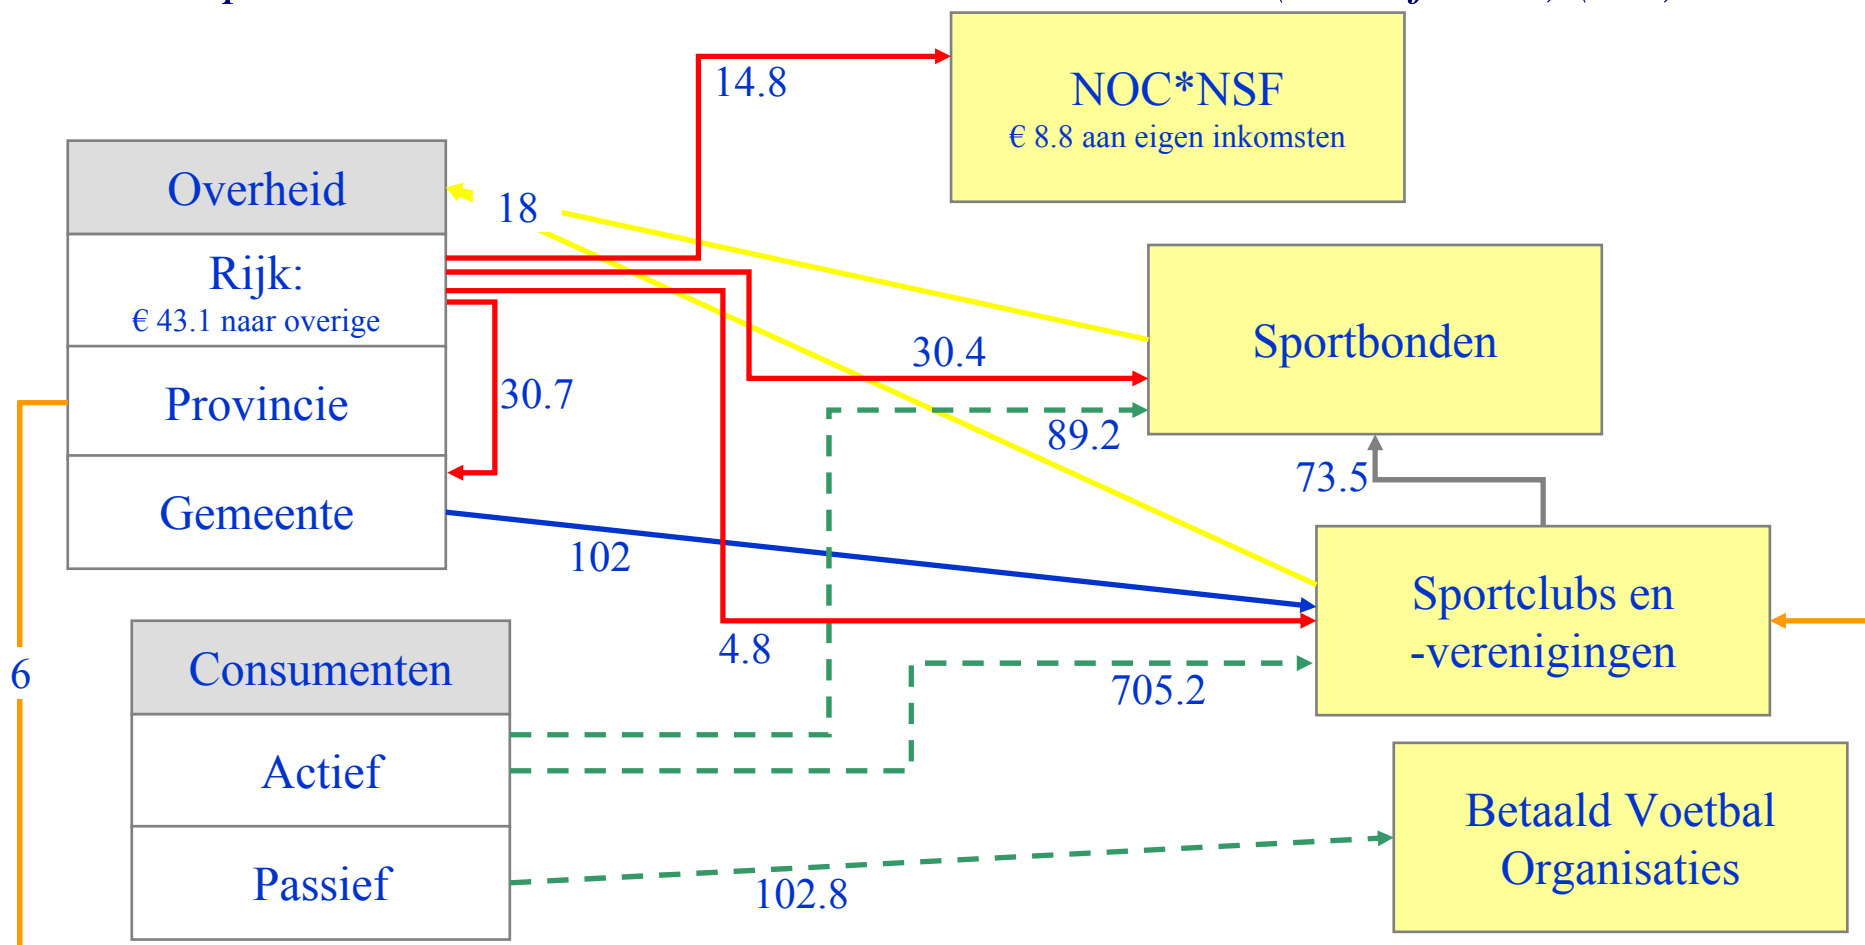 14.8
NOC*NSF
€ 8.8 aan eigen inkomsten
Overheid
18
Rijk:
€ 43.1 naar overige
Sportbonden
30.4
Provincie
30.7
89.2
73.5
Gemeente
102
Sportclubs en
-verenigingen
4.8
Consumenten
6
705.2
Actief
Betaald Voetbal
Organisaties
Passief
102.8